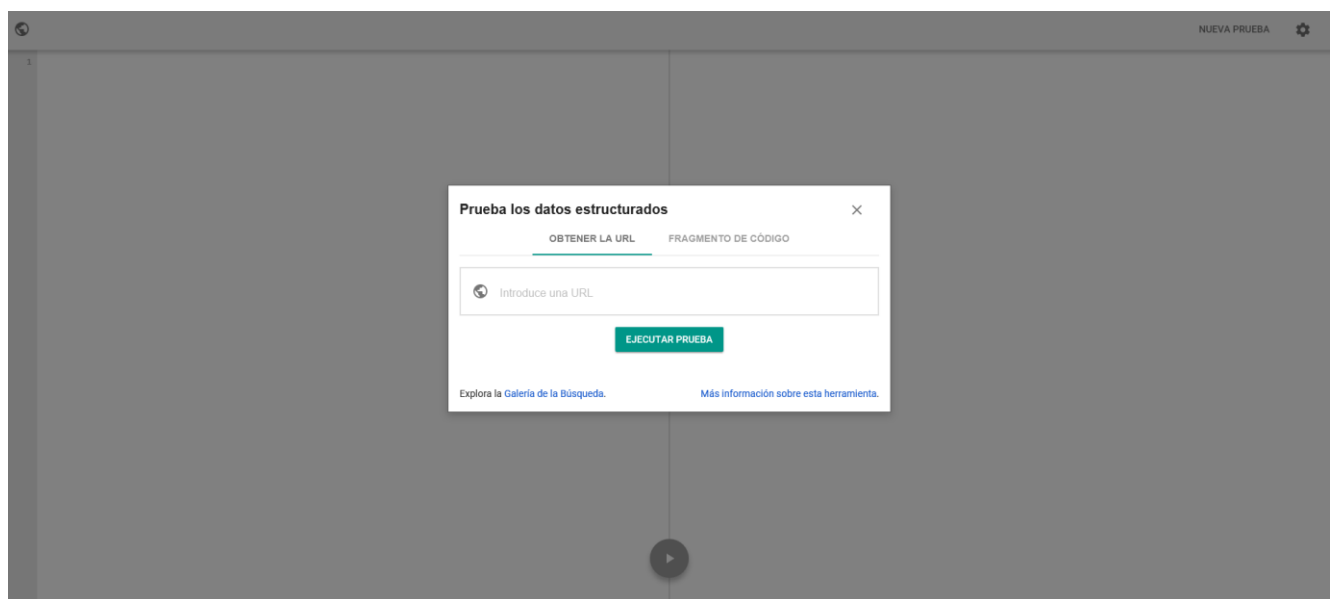 NUEVA PRUEBA
1
Prueba los datos estructurados
OBTENER LA URL FRAGMENTO DE CÓDIGO
Introduce una URL
EJECUTAR PRUEBA
Explora la Galería de la Búsqueda. Más información sobre esta herramienta.